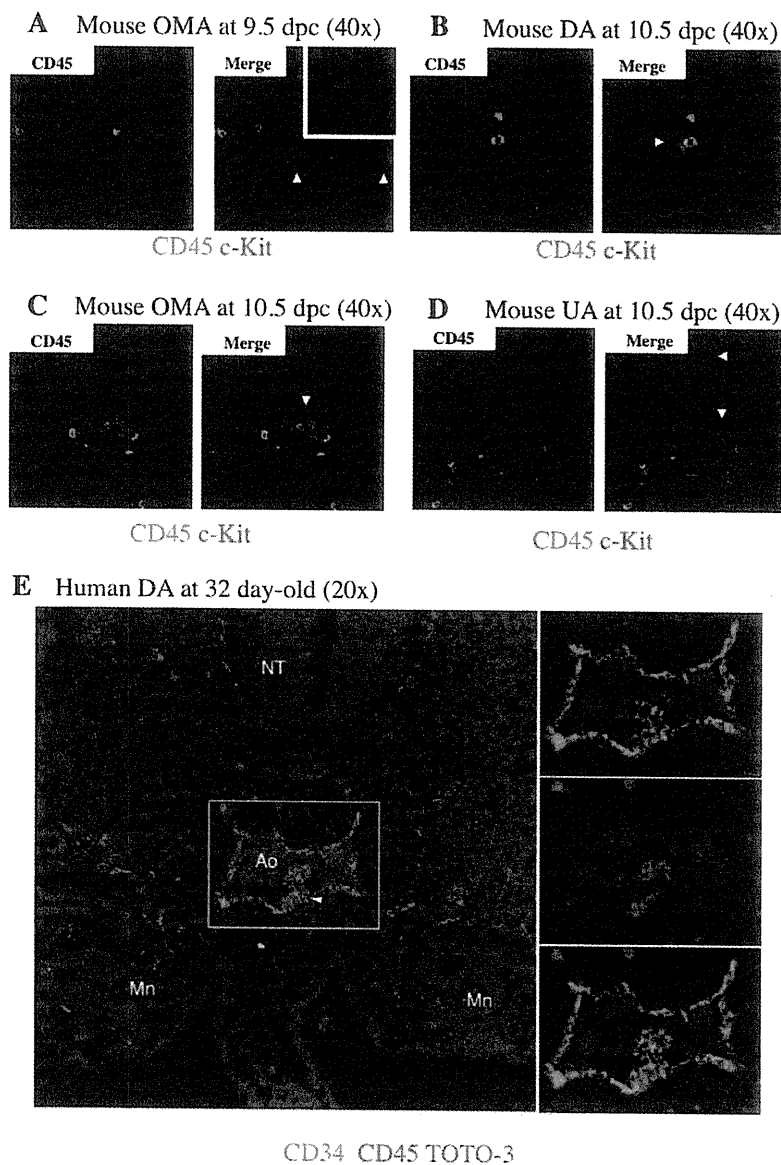 A Mouse OMA at 9.5 dpc (40x)
B Mouse DA at 10.5 dpc (40x)
CD45
Merge
CD45
Merge
CD45 c-Kit
CD45 c-Kit
C Mouse OMA at 10.5 dpc (40x)
D Mouse UA at 10.5 dpc (40x)
CD45
Merge
CD45
Merge
CD45 c-Kit
CD45 c-Kit
E Human DA at 32 day-old (20x)
NT
Ao
Mn
Mn
CD34 CD45 TOTO-3